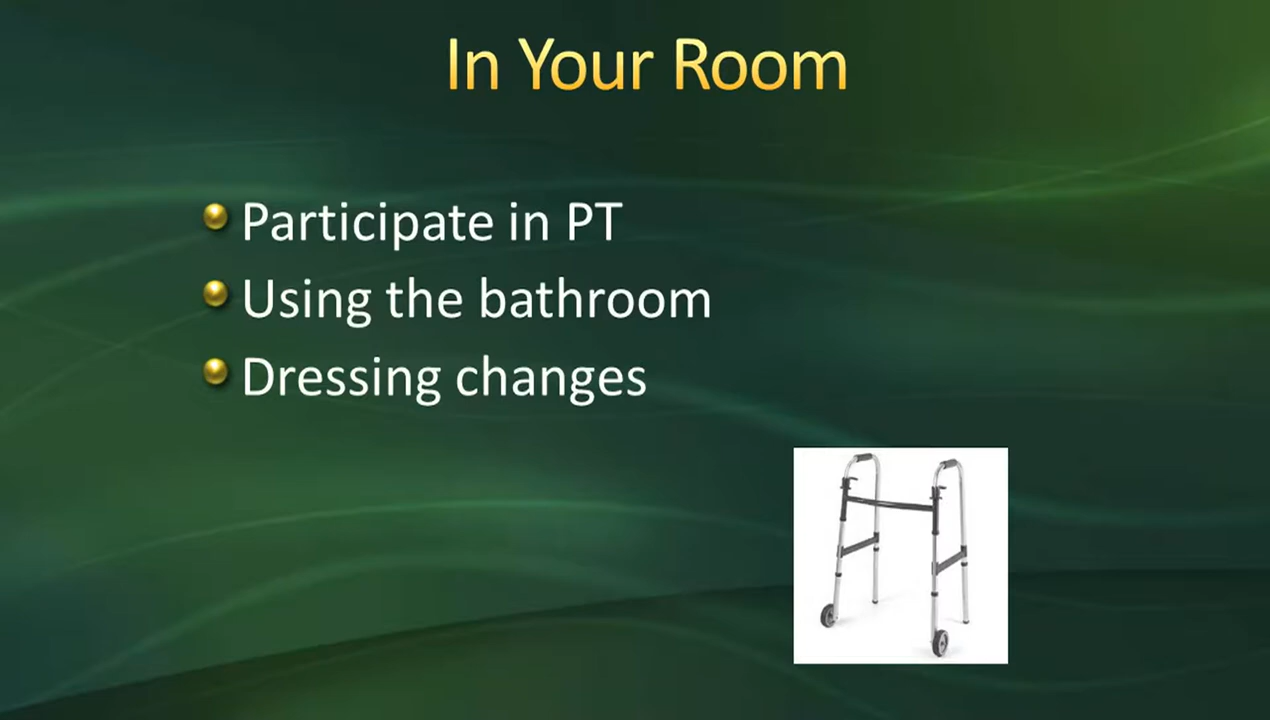 In Your Room
Participate in PT
Using the bathroom
Dressing changes